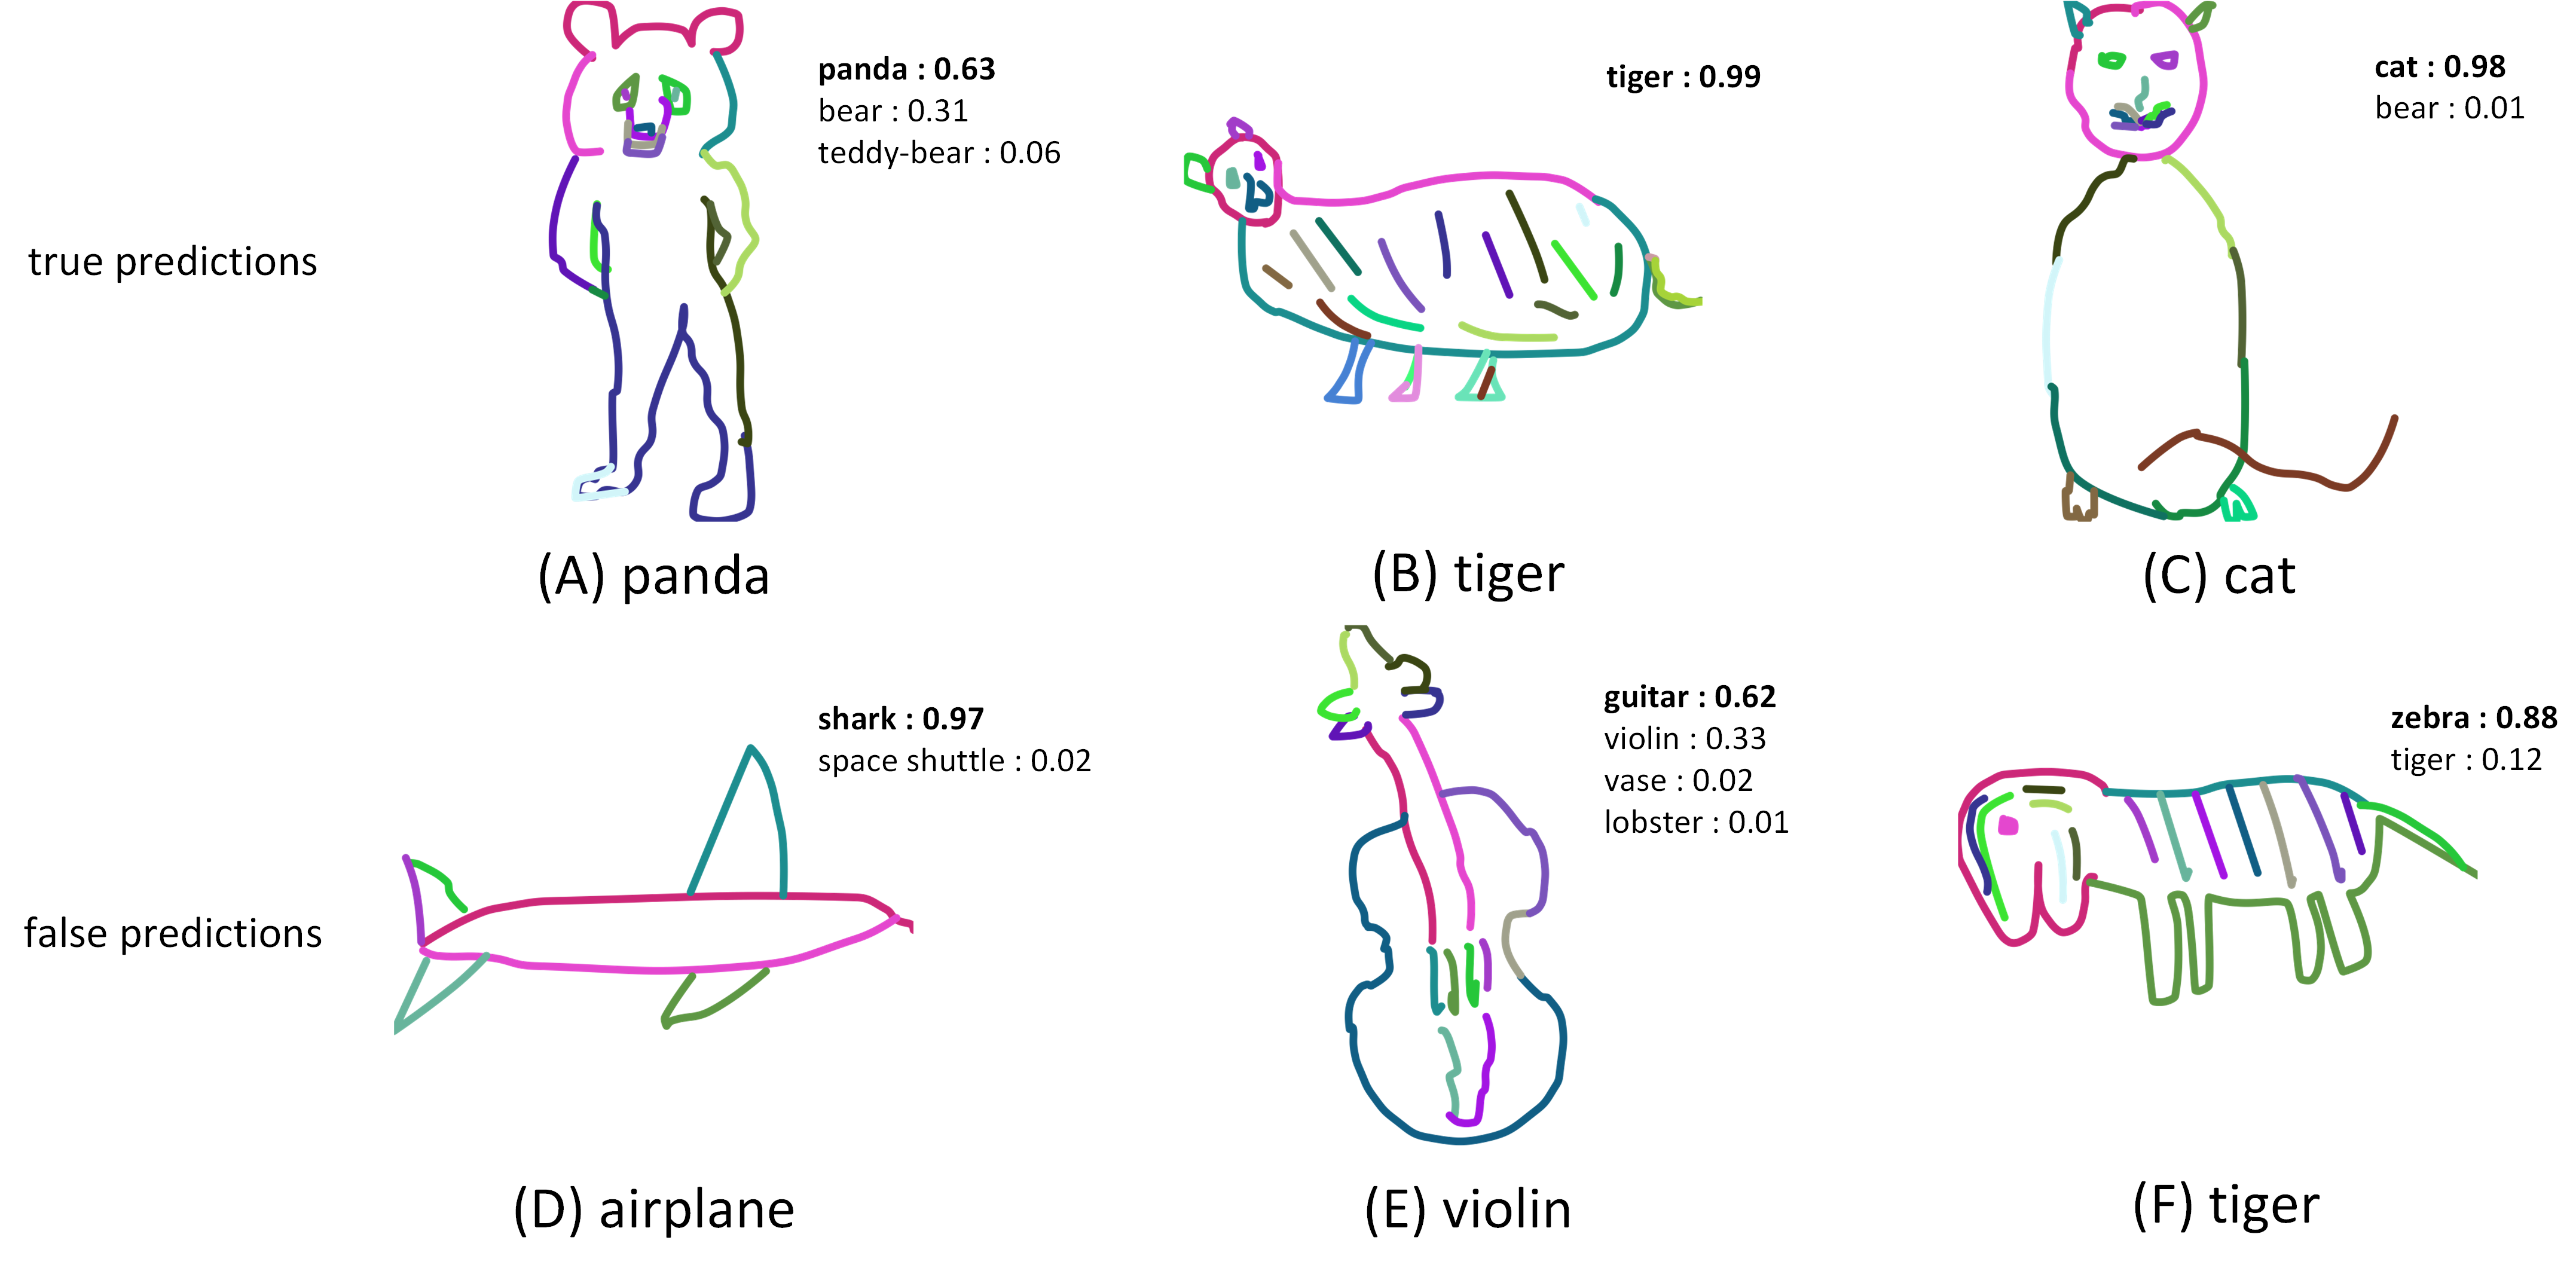 true predictions
panda : 0.63
bear : 0.31
teddy-bear : 0.06
(A) panda
tiger : 0.99
(B) tiger
cat : 0.98
bear : 0.01
(C) cat
false predictions
shark : 0.97
space shuttle : 0.02
(D) airplane
guitar : 0.62
violin : 0.33
vase : 0.02
lobster : 0.01
(E) violin
zebra : 0.88
tiger : 0.12
(F) tiger